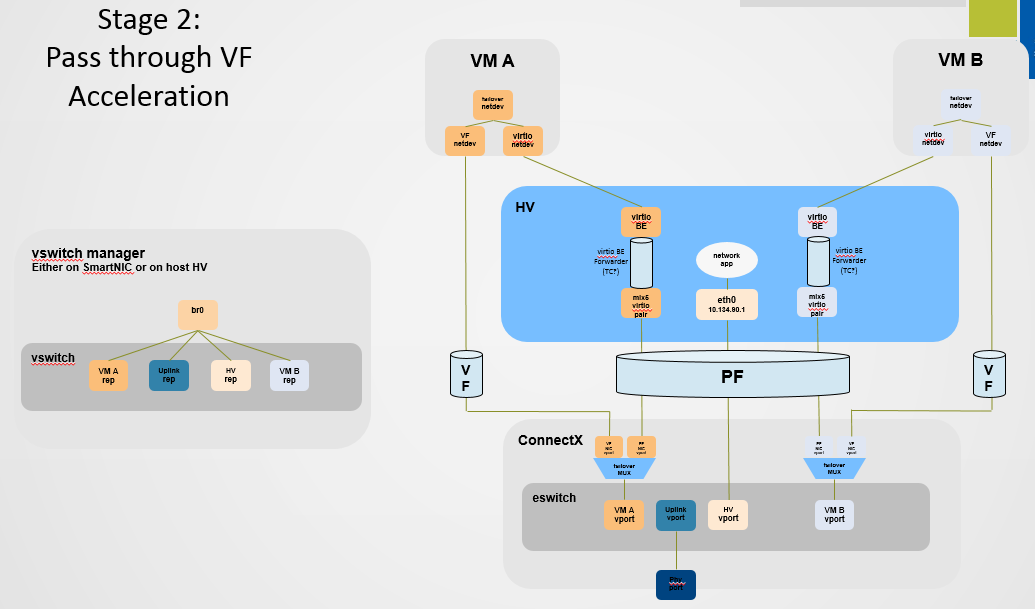 Stage 2:
Pass through VF
Acceleration
VM A
failover
netdev
VF
netdev
virtio
netdev
VM B
failover
netdev
virtio
netdev
VF
netdev
HV
virtio
BE
virtio BE
Forwarder
(TC?)
mlx5
virtio
pair
network
app
eth0
10.134.90.1
virtio
BE
virtio BE
Forwarder
(TC?)
mlx5
virtio
pair
vswitch manager
Either on SmartNIC or on host HV
br0
vswitch
VM A
rep
Uplink
rep
HV
rep
VM B
rep
V
F
PF
V
F
ConnectX
VF
NIC
vport
PF
NIC
vport
failover
MUX
PF
NIC
vport
VF
NIC
vport
failover
MUX
eswitch
VM A
vport
Uplink
vport
HV
vport
VM B
vport
Phy
port